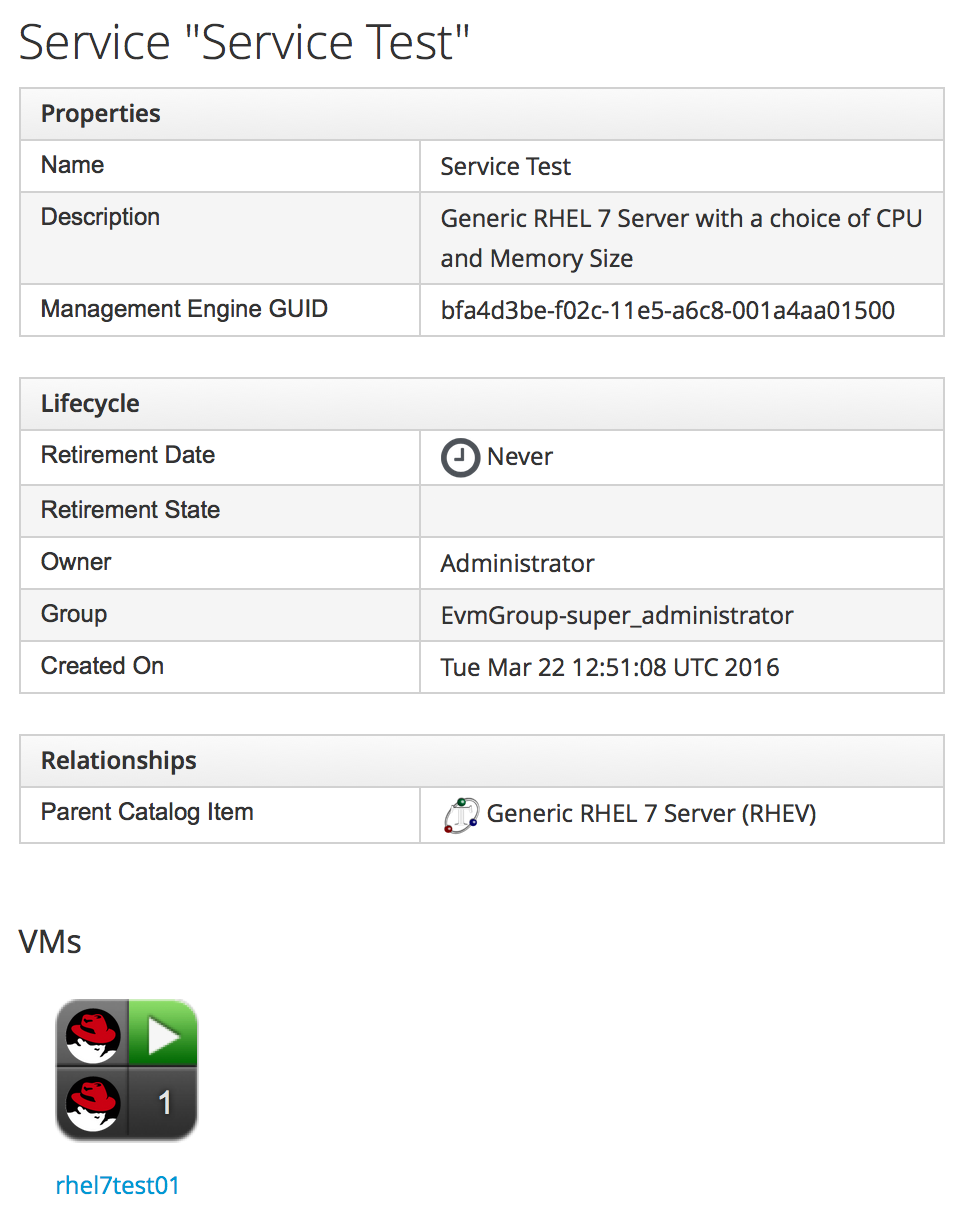 Service "Service Test"
Properties
Name
Service Test
Description
Generic RHEL 7 Server with a choice of CPU
and Memory Size
Management Engine GUID
bfa4d3be-f02c-11e5-a6c8-001a4aa01500
Lifecycle
Retirement Date
Never
Retirement State
Owner
Administrator
Group
EvmGroup-super_administrator
Created On
Tue Mar 22 12:51:08 UTC 2016
Relationships
Parent Catalog Item
Generic RHEL 7 Server (RHEV)
VMs
1
rhel7test01